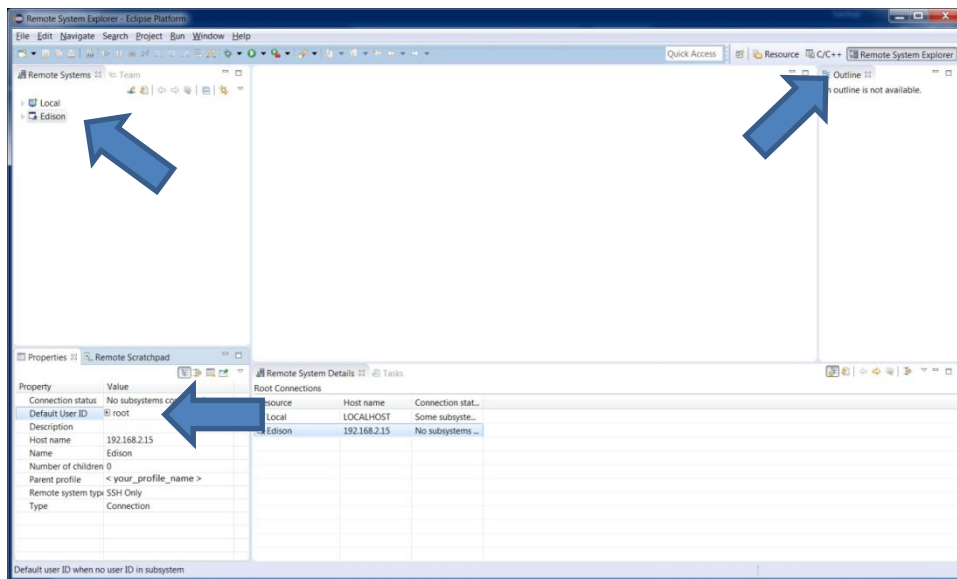 Remote System Explorer - Eclipse Platform
File Edit Navigate Search Project Run Window Help
Quick Access Resource C/C++ Remote System Explorer
Remote Systems Team
Outline
outline is not available.
Local
Edison
Properties Remote Scratchpad
Property Value
Connection status No subsystems
Default User ID root
Description
Host name 192.168.2.15
Name Edison
Number of children 0
Parent profile < your_profile_name >
Remote system type SSH Only
Type Connection
Remote System Details Tasks
Root Connections
Host name Connection stat...
Local LOCALHOST Some subsyste...
Edison 192.168.2.15 No subsystems ...
Default user ID when no user ID in subsystem